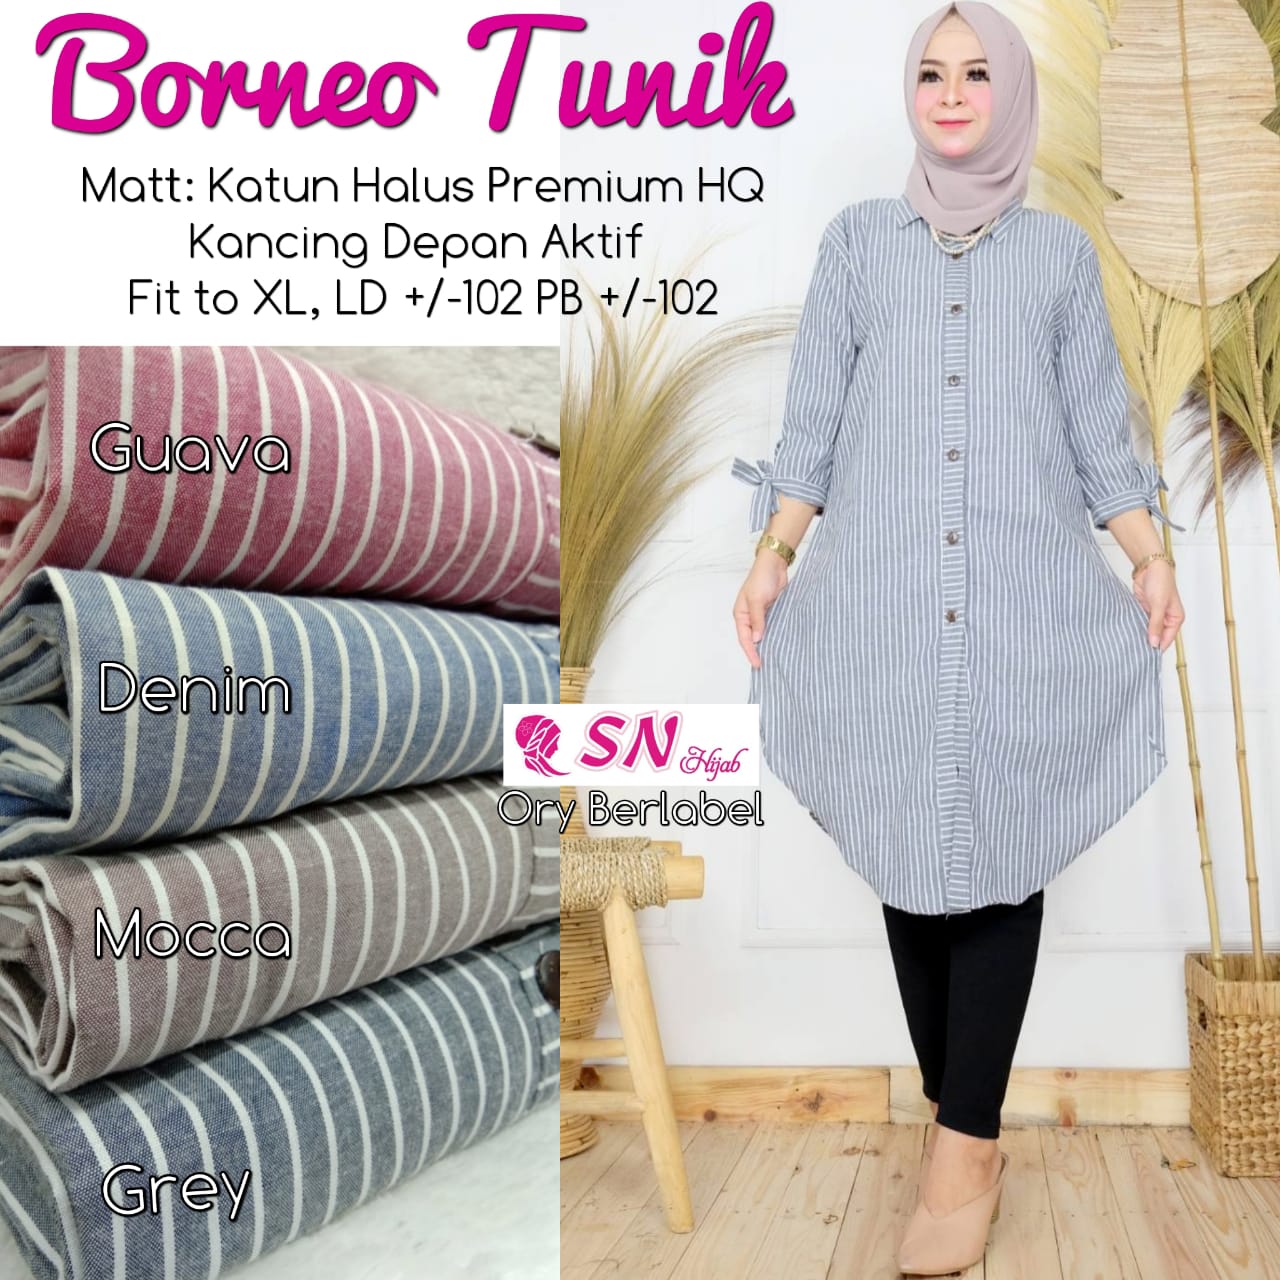 Borneo Tunik
Matt: Katun Halus Premium HQ
Kancing Depan Aktif
Fit to XL, LD +/-102 PB +/-102
Guava
Denim
SN Hijab
Ory Berlabel
Mocca
Grey